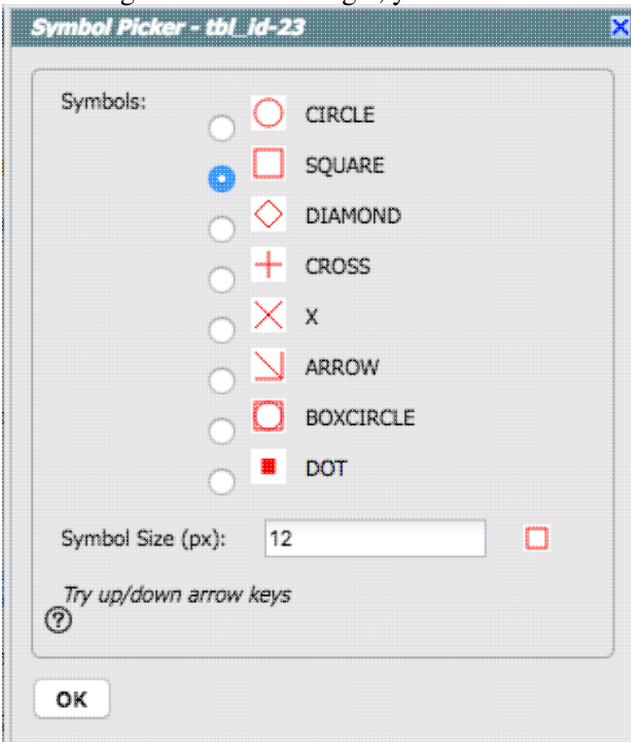 Symbol Picker - tbl_id-23
Symbols:
CIRCLE
SQUARE
DIAMOND
CROSS
X
ARROW
BOXCIRCLE
DOT
Symbol Size (px): 12
Try up/down arrow keys
?
OK